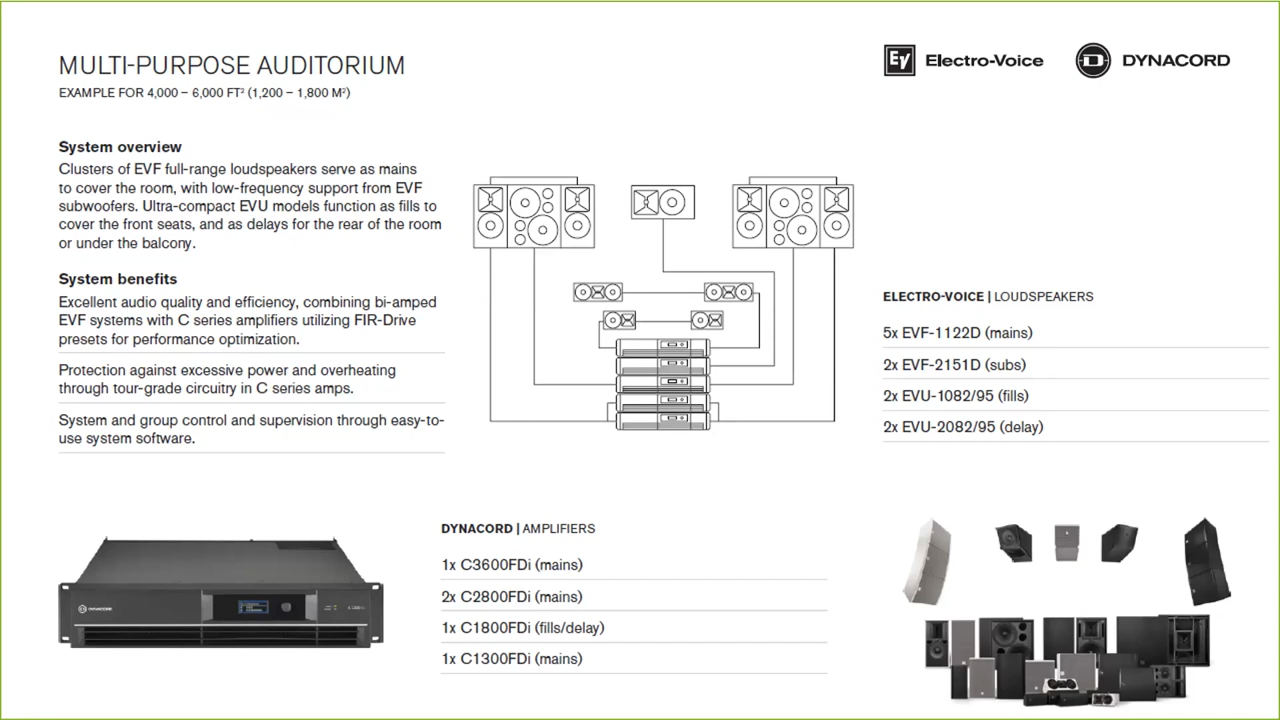 MULTI-PURPOSE AUDITORIUM
EXAMPLE FOR 4,000 – 6,000 FT² (1,200 – 1,800 M²)
Electro-Voice
DYNACORD
System overview
Clusters of EVF full-range loudspeakers serve as mains
to cover the room, with low-frequency support from EVF
subwoofers. Ultra-compact EVU models function as fills to
cover the front seats, and as delays for the rear of the room
or under the balcony.
System benefits
Excellent audio quality and efficiency, combining bi-amped
EVF systems with C series amplifiers utilizing FIR-Drive
presets for performance optimization.
Protection against excessive power and overheating
through tour-grade circuitry in C series amps.
System and group control and supervision through easy-to-
use system software.
ELECTRO-VOICE | LOUDSPEAKERS
5x EVF-1122D (mains)
2x EVF-2151D (subs)
2x EVU-1082/95 (fills)
2x EVU-2082/95 (delay)
DYNACORD | AMPLIFIERS
1x C3600FDi (mains)
2x C2800FDi (mains)
1x C1800FDi (fills/delay)
1x C1300FDi (mains)
DYNACORD